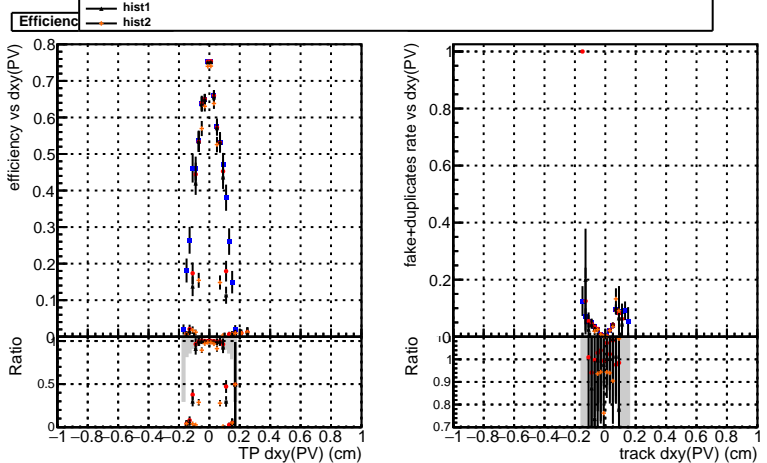 hist1
Efficienc
hist2
efficiency vs dxy(PV)
0.8
0.7
0.6
0.5
0.4
0.3
0.2
0.1
0
Ratio
1
0.5
0
−1 −0.8 −0.6 −0.4 −0.2 0 0.2 0.4 0.6 0.8 1
TP dxy(PV) (cm)
fake+duplicates rate vs dxy(PV)
1
0.8
0.6
0.4
0.2
Ratio
1
0.9
0.8
0.7
−1 −0.8 −0.6 −0.4 −0.2 0 0.2 0.4 0.6 0.8 1
track dxy(PV) (cm)